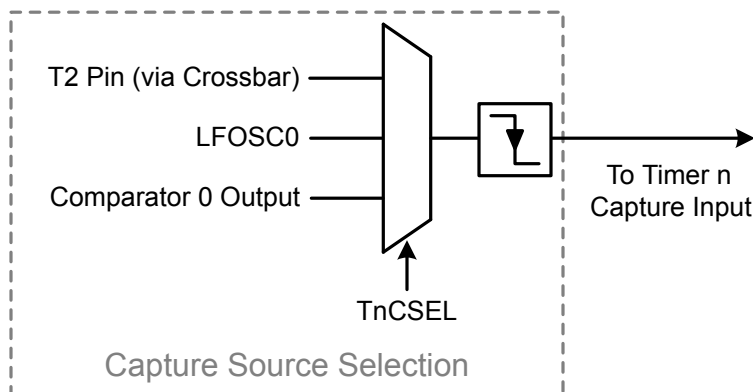 T2 Pin (via Crossbar)
LFOSC0
Comparator 0 Output
To Timer n
Capture Input
TnCSEL
Capture Source Selection